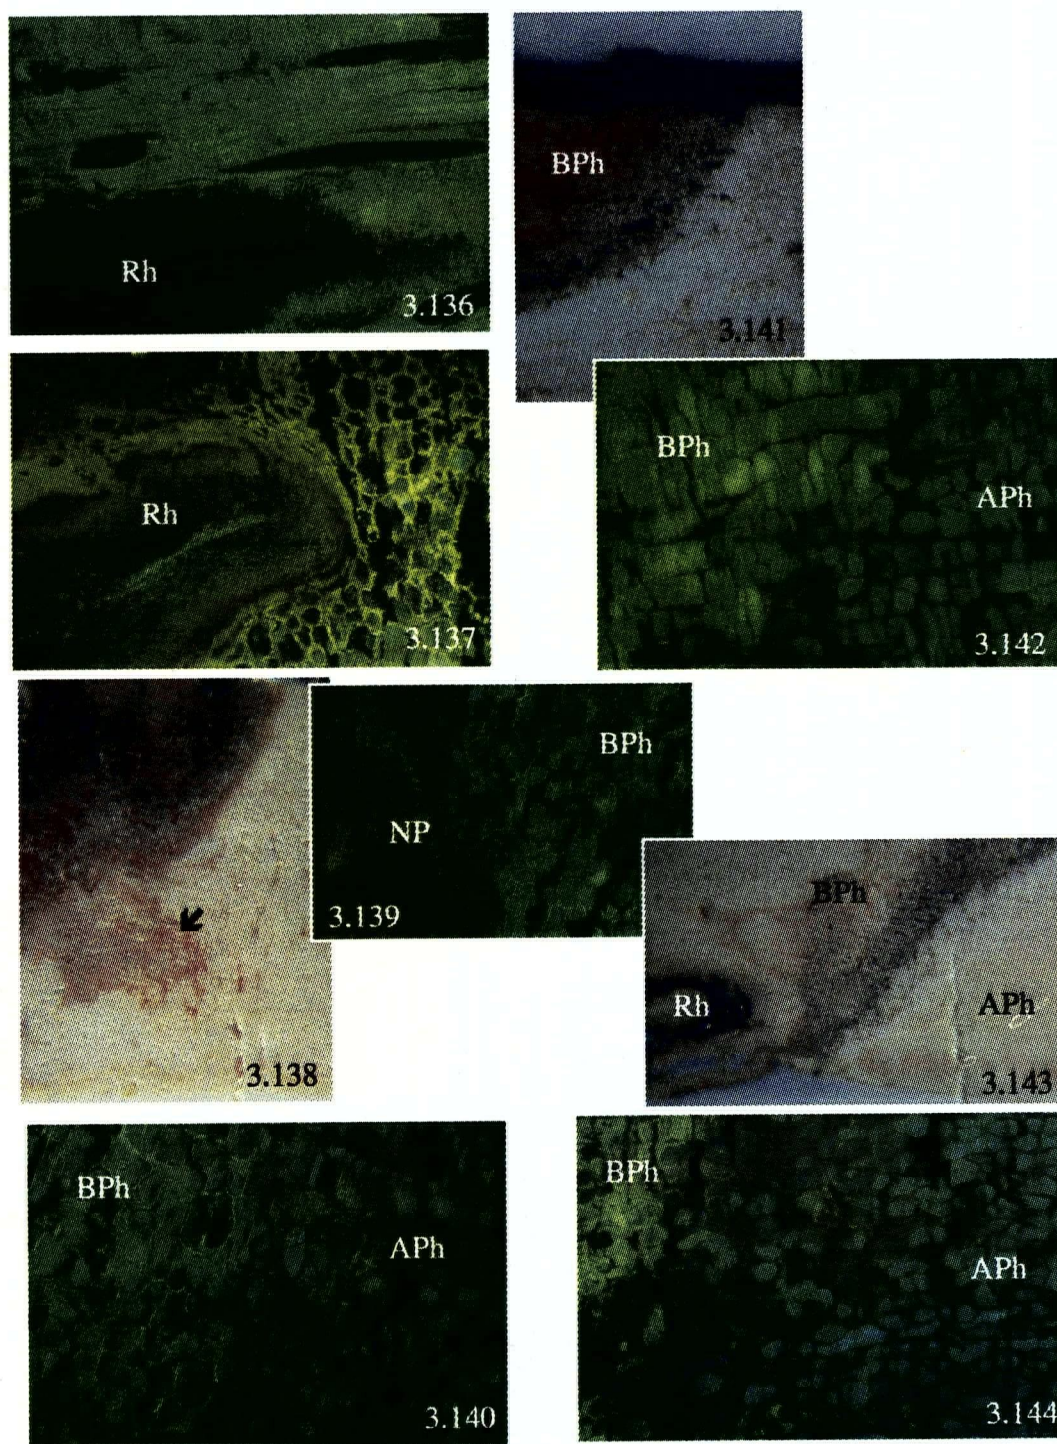 Rh
3.136
BPh
3.141
Rh
3.137
BPh
APh
3.142
3.138
BPh
NP
3.139
BPh
Rh
APh
3.143
BPh
APh
3.140
BPh
APh
3.144